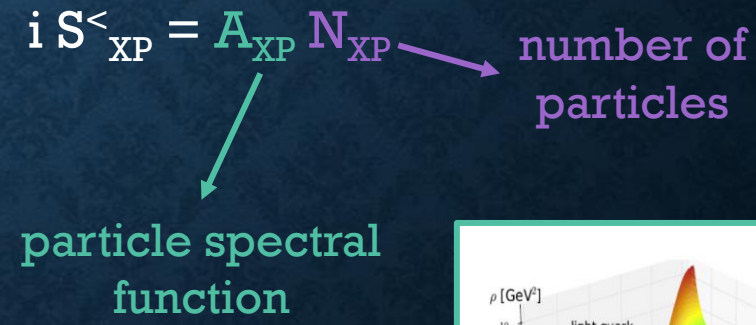 i S<XP = AXP NXP
number of
particles
particle spectral
function
ρ [GeV²]
light quark